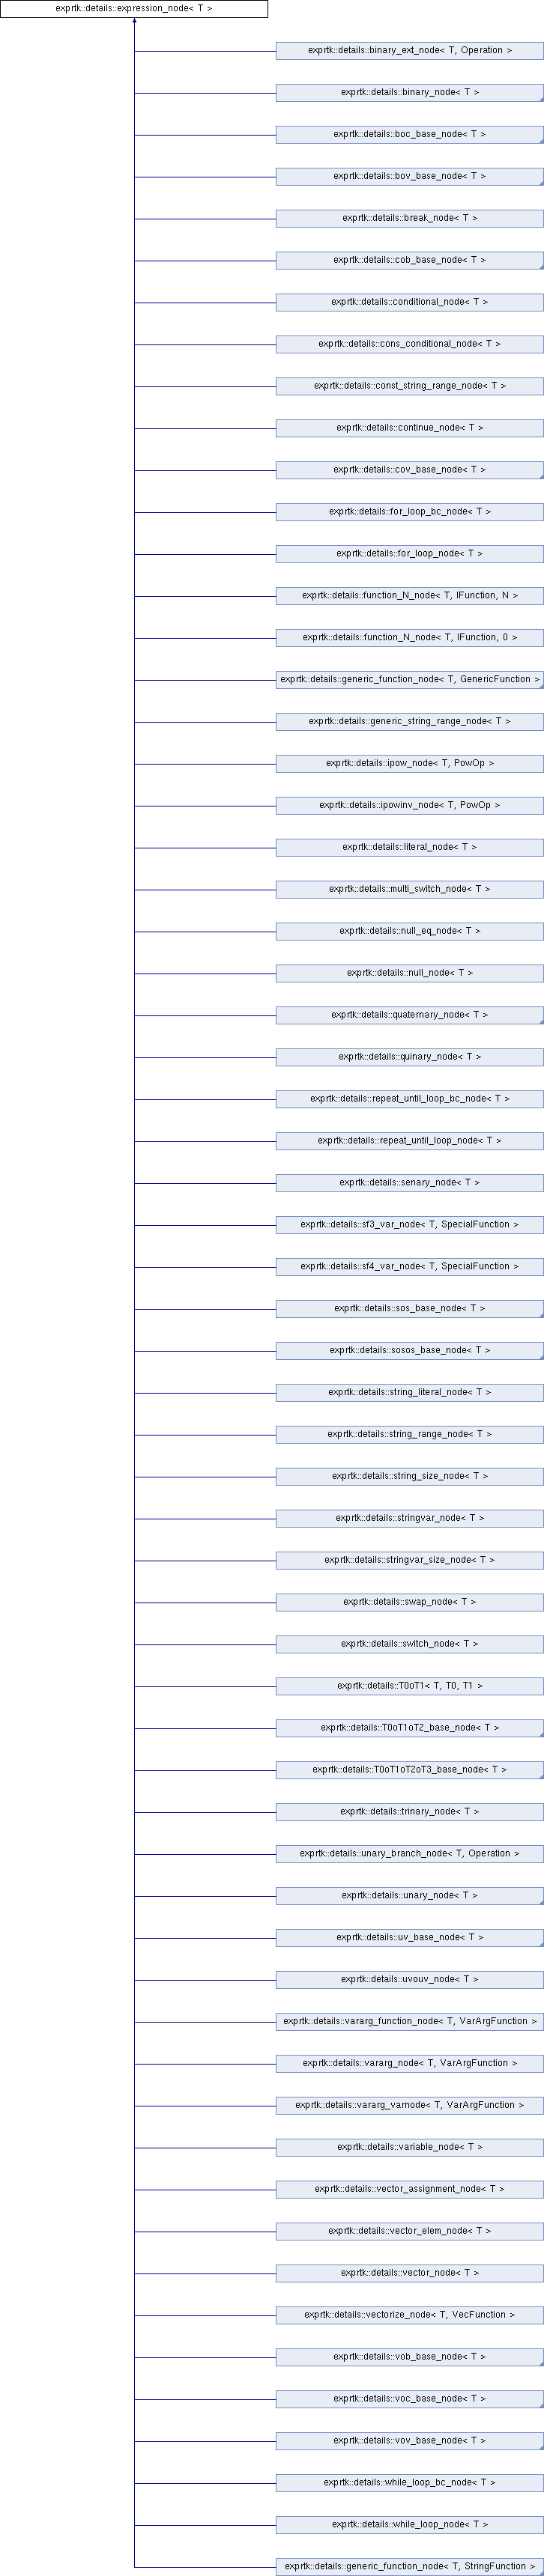 exprtk::details::expression_node< T >
exprtk::details::binary_ext_node< T, Operation >
exprtk::details::binary_node< T >
exprtk::details::boc_base_node< T >
exprtk::details::bov_base_node< T >
exprtk::details::break_node< T >
exprtk::details::cob_base_node< T >
exprtk::details::conditional_node< T >
exprtk::details::cons_conditional_node< T >
exprtk::details::const_string_range_node< T >
exprtk::details::continue_node< T >
exprtk::details::cov_base_node< T >
exprtk::details::for_loop_bc_node< T >
exprtk::details::for_loop_node< T >
exprtk::details::function_N_node< T, IFunction, N >
exprtk::details::function_N_node< T, IFunction, 0 >
exprtk::details::generic_function_node< T, GenericFunction >
exprtk::details::generic_string_range_node< T >
exprtk::details::ipow_node< T, PowOp >
exprtk::details::ipowinv_node< T, PowOp >
exprtk::details::literal_node< T >
exprtk::details::multi_switch_node< T >
exprtk::details::null_eq_node< T >
exprtk::details::null_node< T >
exprtk::details::quaternary_node< T >
exprtk::details::quinary_node< T >
exprtk::details::repeat_until_loop_bc_node< T >
exprtk::details::repeat_until_loop_node< T >
exprtk::details::senary_node< T >
exprtk::details::sf3_var_node< T, SpecialFunction >
exprtk::details::sf4_var_node< T, SpecialFunction >
exprtk::details::sos_base_node< T >
exprtk::details::sosos_base_node< T >
exprtk::details::string_literal_node< T >
exprtk::details::string_range_node< T >
exprtk::details::string_size_node< T >
exprtk::details::stringvar_node< T >
exprtk::details::stringvar_size_node< T >
exprtk::details::swap_node< T >
exprtk::details::switch_node< T >
exprtk::details::T0oT1< T, T0, T1 >
exprtk::details::T0oT1oT2_base_node< T >
exprtk::details::T0oT1oT2oT3_base_node< T >
exprtk::details::trinary_node< T >
exprtk::details::unary_branch_node< T, Operation >
exprtk::details::unary_node< T >
exprtk::details::uv_base_node< T >
exprtk::details::uvouv_node< T >
exprtk::details::vararg_function_node< T, VarArgFunction >
exprtk::details::vararg_node< T, VarArgFunction >
exprtk::details::vararg_varnode< T, VarArgFunction >
exprtk::details::variable_node< T >
exprtk::details::vector_assignment_node< T >
exprtk::details::vector_elem_node< T >
exprtk::details::vector_node< T >
exprtk::details::vectorize_node< T, VecFunction >
exprtk::details::vob_base_node< T >
exprtk::details::voc_base_node< T >
exprtk::details::vov_base_node< T >
exprtk::details::while_loop_bc_node< T >
exprtk::details::while_loop_node< T >
exprtk::details::generic_function_node< T, StringFunction >